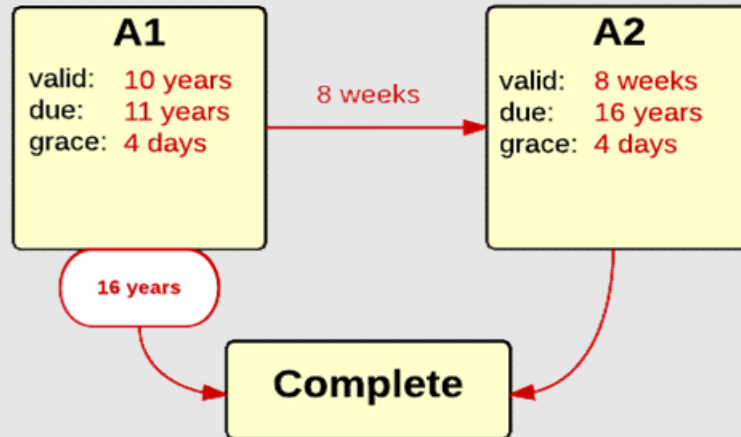 A1
valid: 10 years
due: 11 years
grace: 4 days
8 weeks
A2
valid: 8 weeks
due: 16 years
grace: 4 days
16 years
Complete